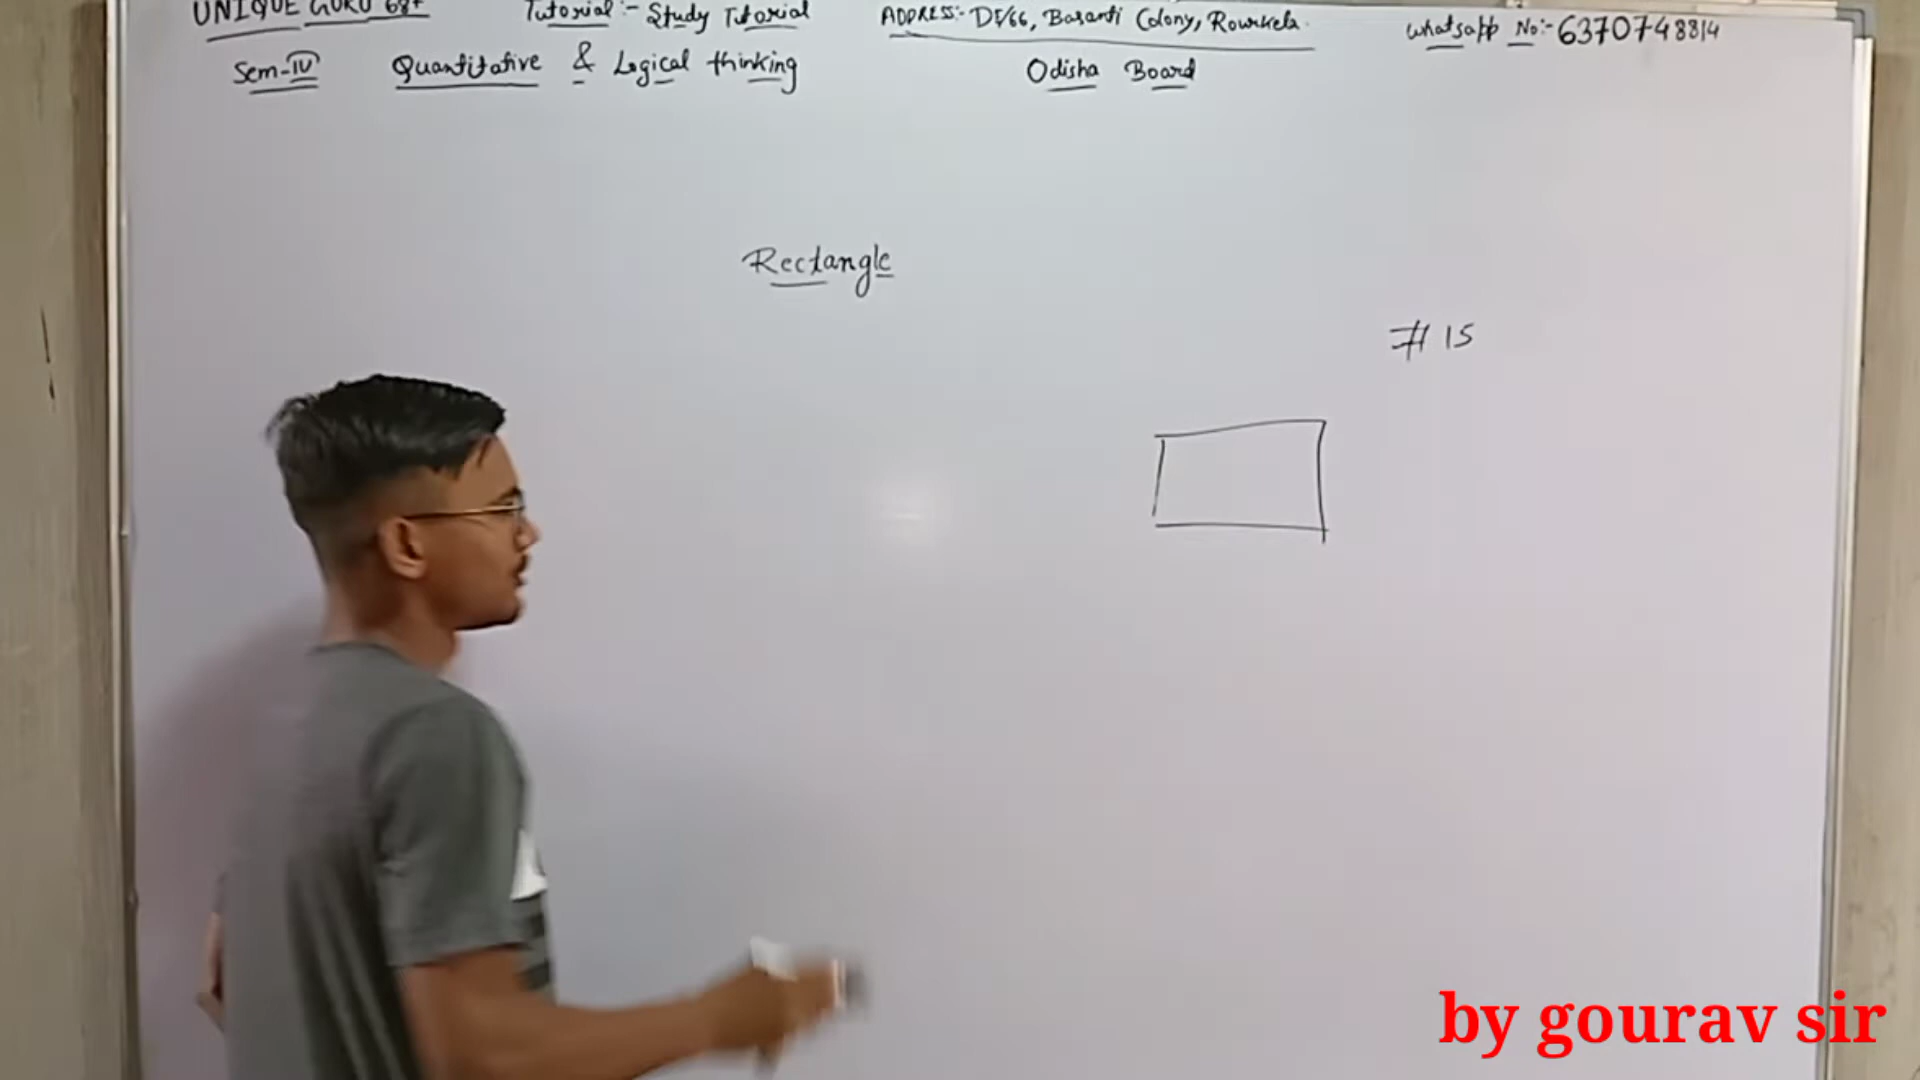 UNIQUE GURU 68+ Tutorial :- Study Tutorial ADDRESS:- DF/66, Basanti Colony, Rourkela. Whatsapp No:- 6370748814
Sem-IV Quantitative & Logical thinking Odisha Board
Rectangle
# 15
by gourav sir